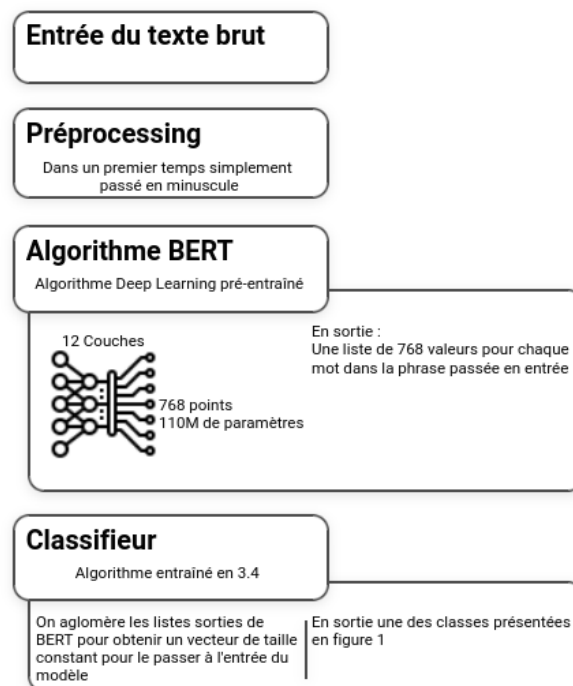 Entrée du texte brut
Préprocessing
Dans un premier temps simplement
passé en minuscule
Algorithme BERT
Algorithme Deep Learning pré-entraîné
12 Couches
768 points
110M de paramètres
En sortie :
Une liste de 768 valeurs pour chaque
mot dans la phrase passée en entrée
Classifieur
Algorithme entraîné en 3.4
On aglomère les listes sorties de
BERT pour obtenir un vecteur de taille
constant pour le passer à l'entrée du
modèle
En sortie une des classes présentées
en figure 1